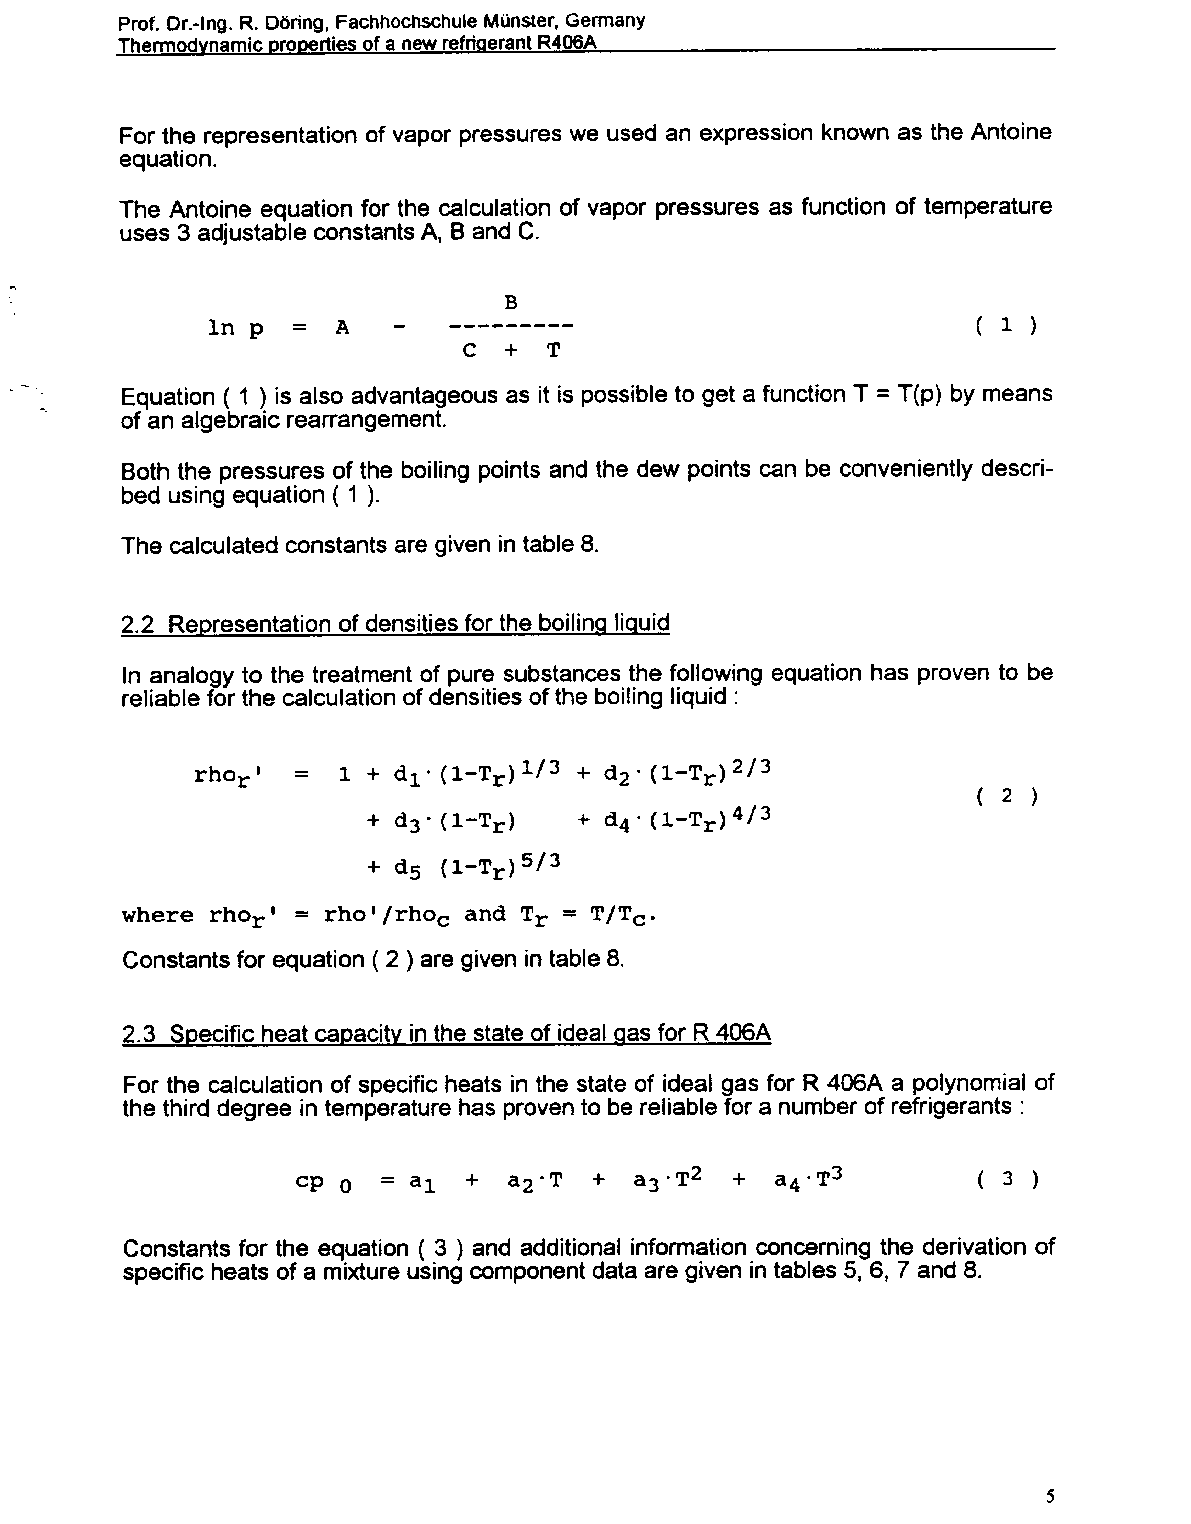 Prof. Dr.-Ing. R. Döring, Fachhochschule Münster, Germany
Thermodynamic properties of a new refrigerant R406A
For the representation of vapor pressures we used an expression known as the Antoine
equation.
The Antoine equation for the calculation of vapor pressures as function of temperature
uses 3 adjustable constants A, B and C.
B
ln p = A - --------- ( 1 )
C + T
Equation ( 1 ) is also advantageous as it is possible to get a function T = T(p) by means
of an algebraic rearrangement.
Both the pressures of the boiling points and the dew points can be conveniently descri-
bed using equation ( 1 ).
The calculated constants are given in table 8.
2.2 Representation of densities for the boiling liquid
In analogy to the treatment of pure substances the following equation has proven to be
reliable for the calculation of densities of the boiling liquid :
rho_r' = 1 + d_1·(1-T_r)^1/3 + d_2·(1-T_r)^2/3
( 2 )
+ d_3·(1-T_r) + d_4·(1-T_r)^4/3
+ d_5 (1-T_r)^5/3
where rho_r' = rho'/rho_c and T_r = T/T_c.
Constants for equation ( 2 ) are given in table 8.
2.3 Specific heat capacity in the state of ideal gas for R 406A
For the calculation of specific heats in the state of ideal gas for R 406A a polynomial of
the third degree in temperature has proven to be reliable for a number of refrigerants :
cp_0 = a_1 + a_2·T + a_3·T^2 + a_4·T^3 ( 3 )
Constants for the equation ( 3 ) and additional information concerning the derivation of
specific heats of a mixture using component data are given in tables 5, 6, 7 and 8.
5